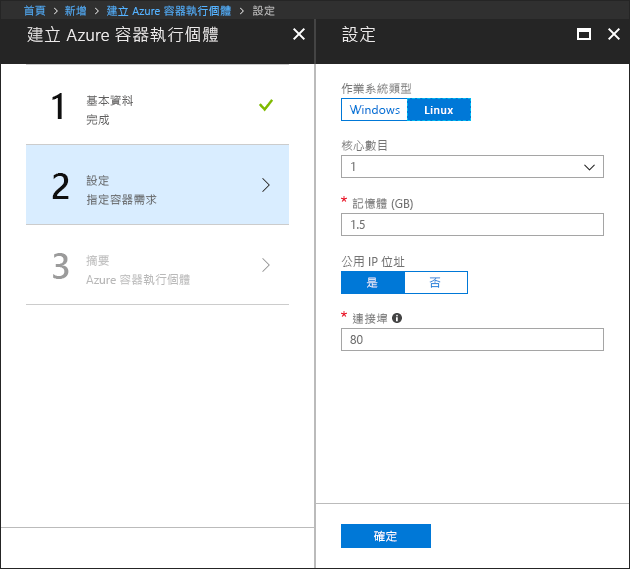 首頁 > 新增 > 建立 Azure 容器執行個體 > 設定
建立 Azure 容器執行個體
1
基本資料
完成
2
設定
指定容器需求
3
摘要
Azure 容器執行個體
設定
作業系統類型
Windows Linux
核心數目
1
* 記憶體 (GB)
1.5
公用 IP 位址
是 否
* 連接埠
80
確定